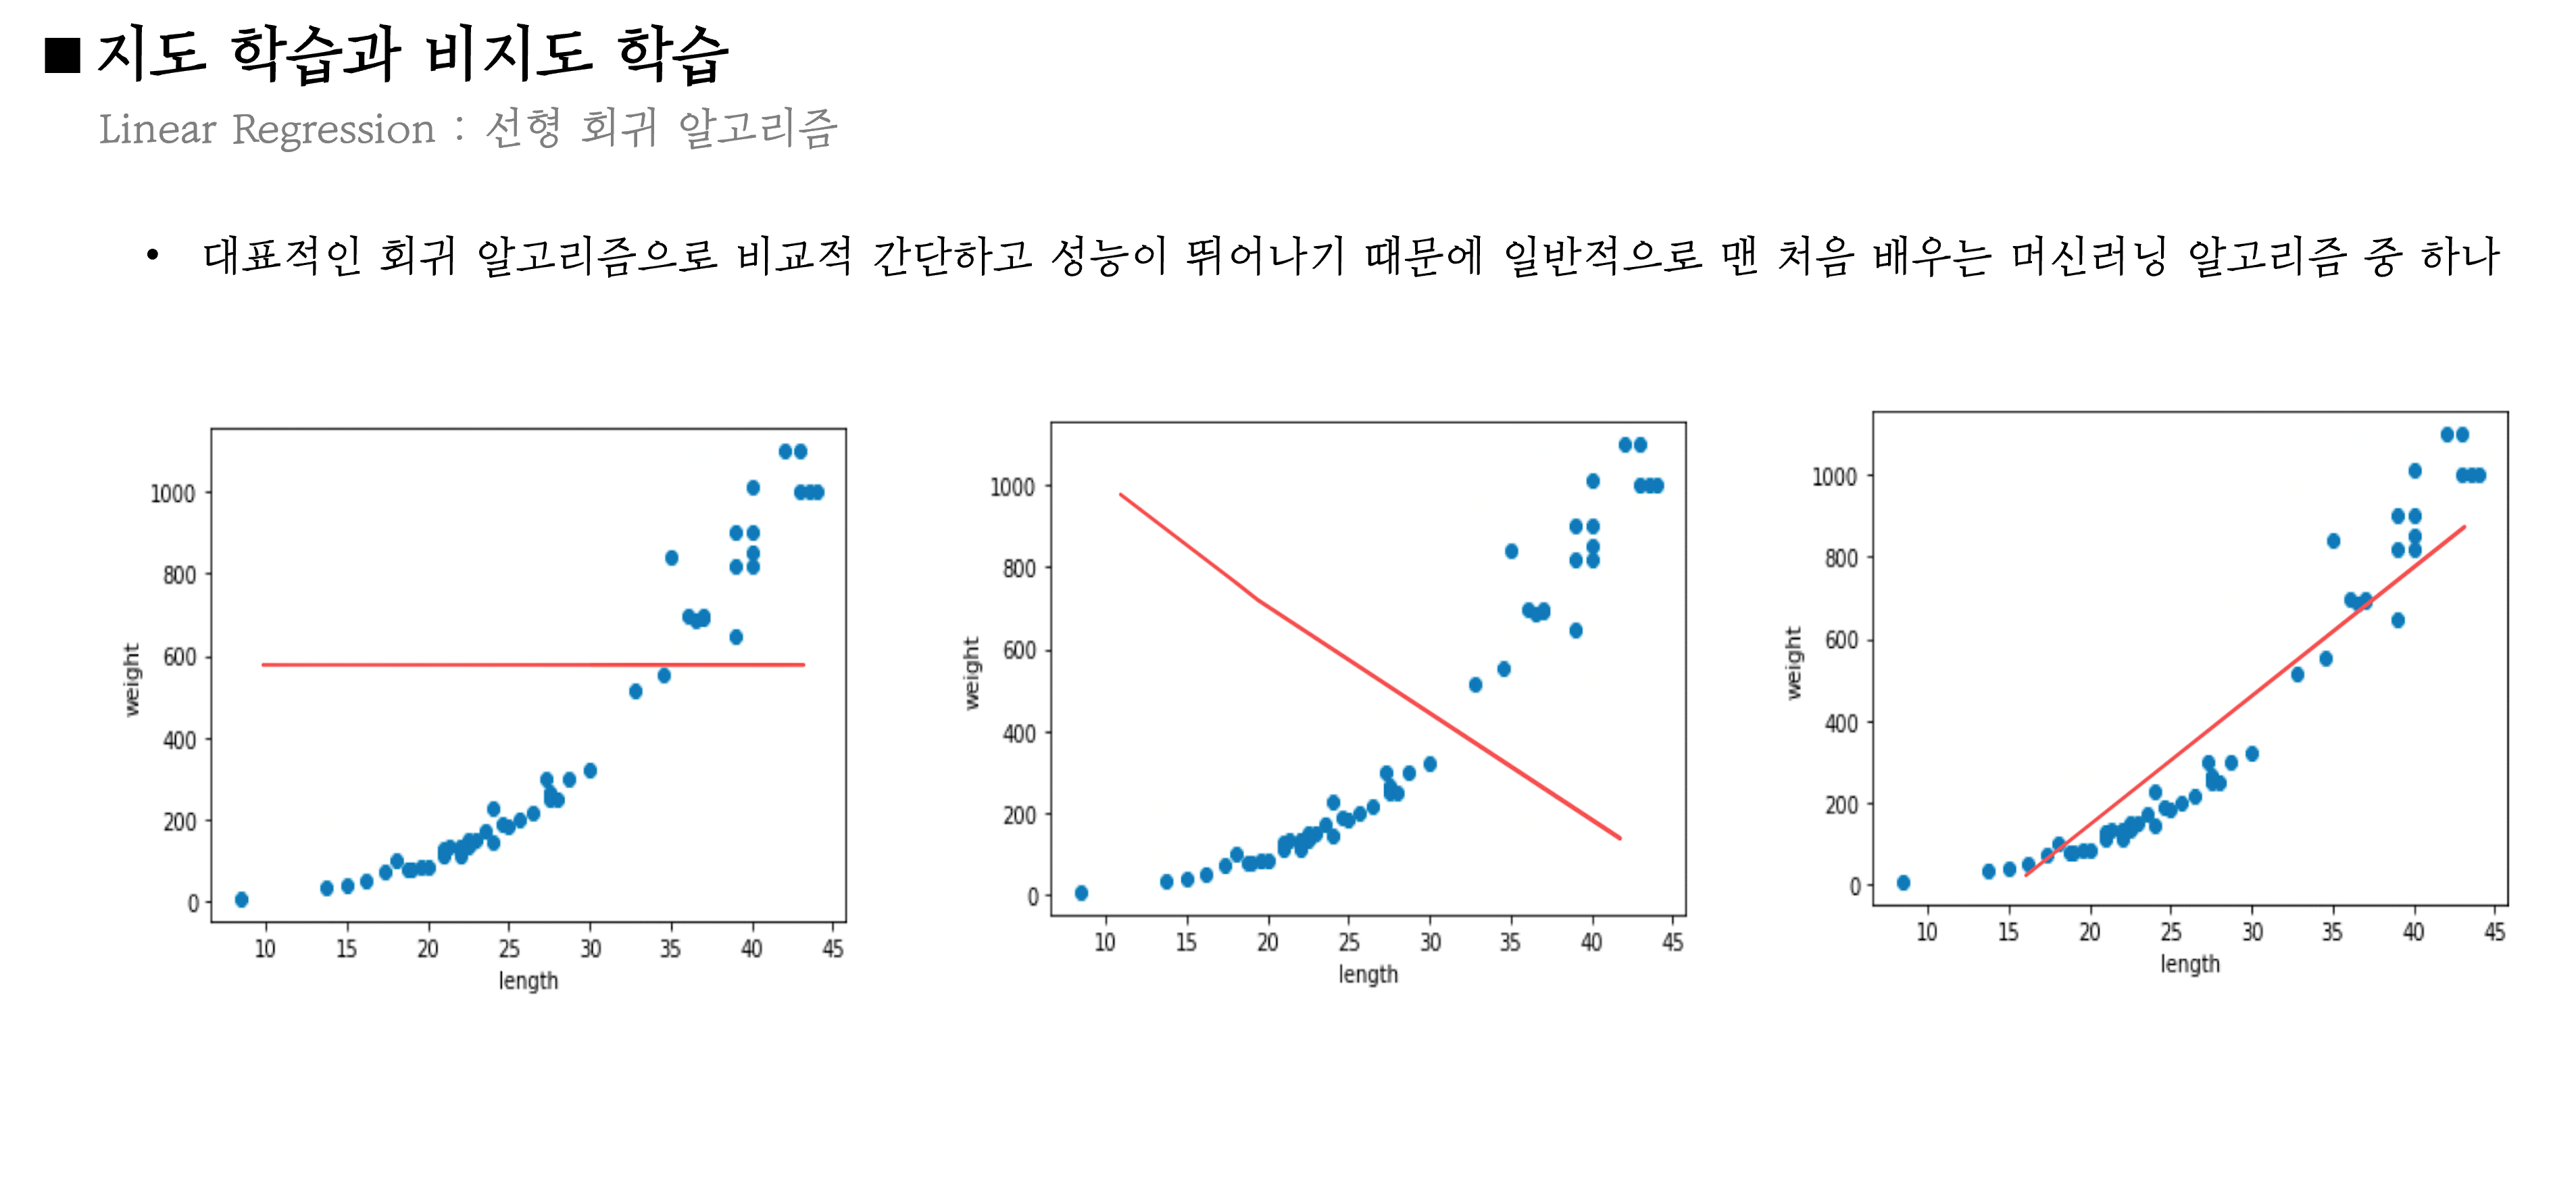 ■ 지도 학습과 비지도 학습
Linear Regression : 선형 회귀 알고리즘
• 대표적인 회귀 알고리즘으로 비교적 간단하고 성능이 뛰어나기 때문에 일반적으로 맨 처음 배우는 머신러닝 알고리즘 중 하나
1000
800
600
400
200
0
weight
10 15 20 25 30 35 40 45
length
1000
800
600
400
200
0
weight
10 15 20 25 30 35 40 45
length
1000
800
600
400
200
0
weight
10 15 20 25 30 35 40 45
length